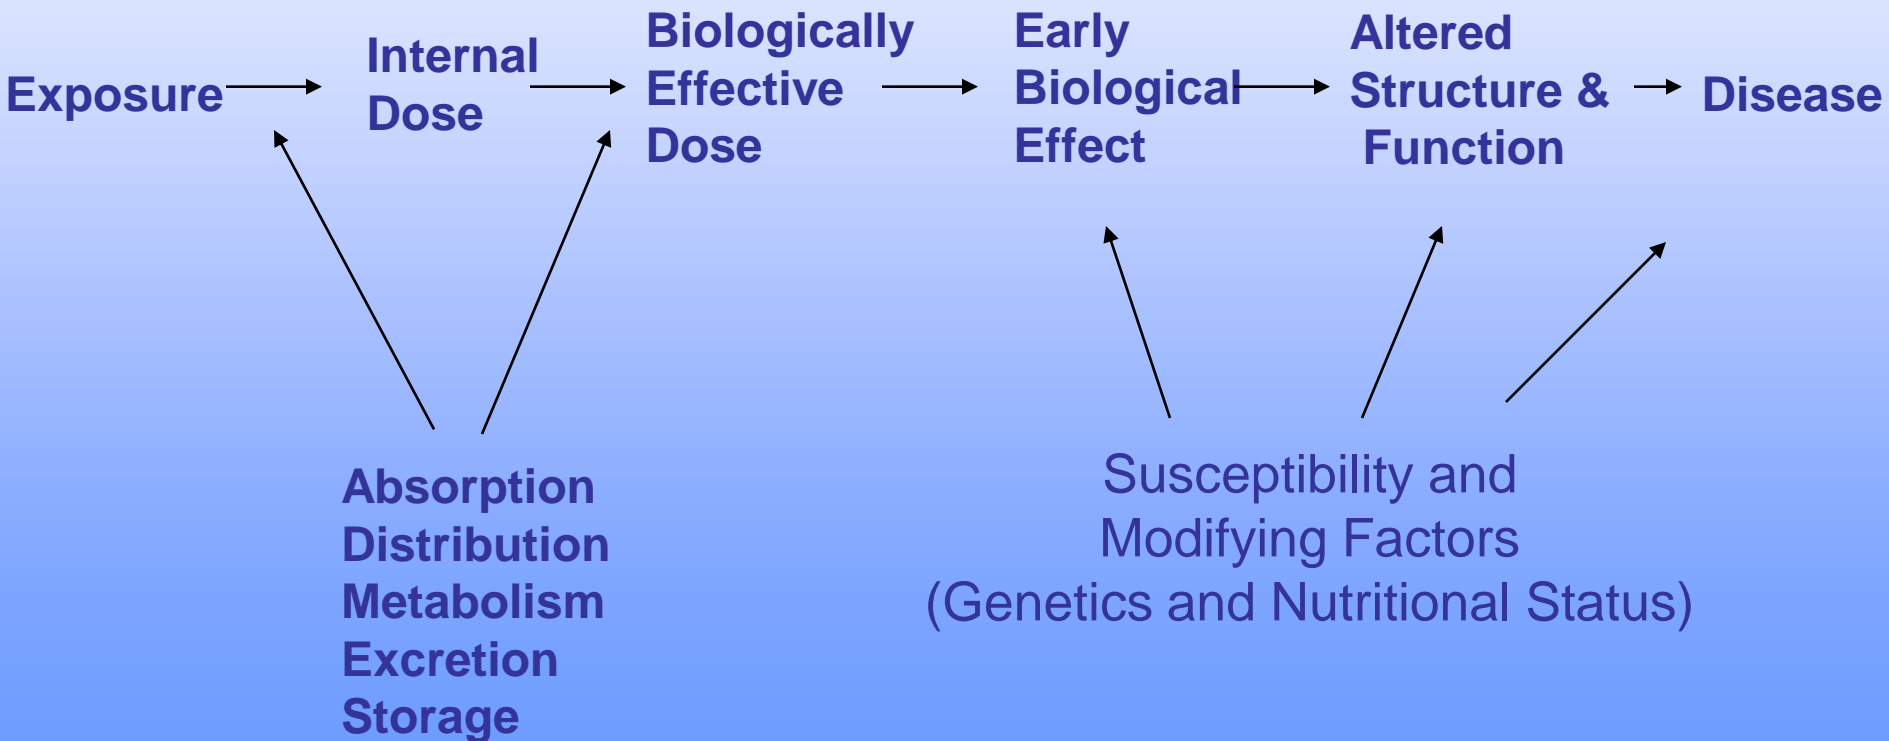 Exposure
Internal
Dose
Biologically
Effective
Dose
Early
Biological
Effect
Altered
Structure &
Function
Disease
Absorption
Distribution
Metabolism
Excretion
Storage
Susceptibility and
Modifying Factors
(Genetics and Nutritional Status)